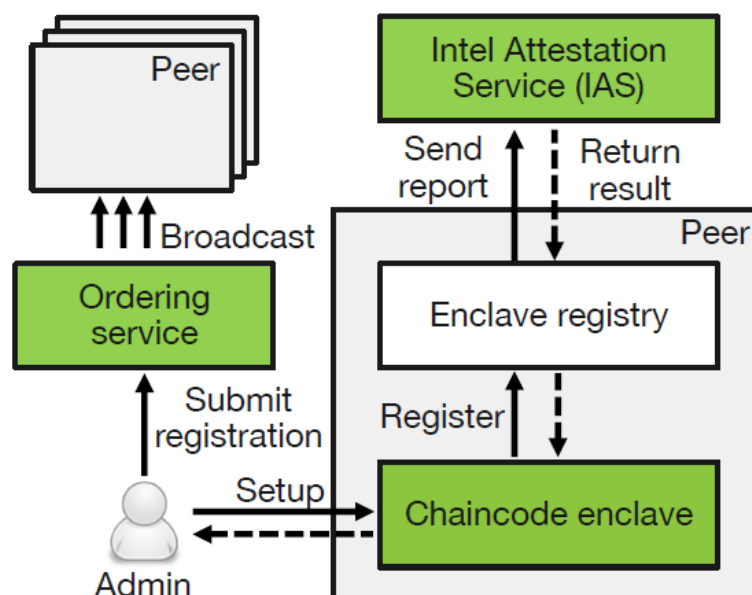 Peer
Intel Attestation
Service (IAS)
Send
report
Return
result
Broadcast
Peer
Ordering
service
Enclave registry
Submit
registration
Register
Setup
Chaincode enclave
Admin